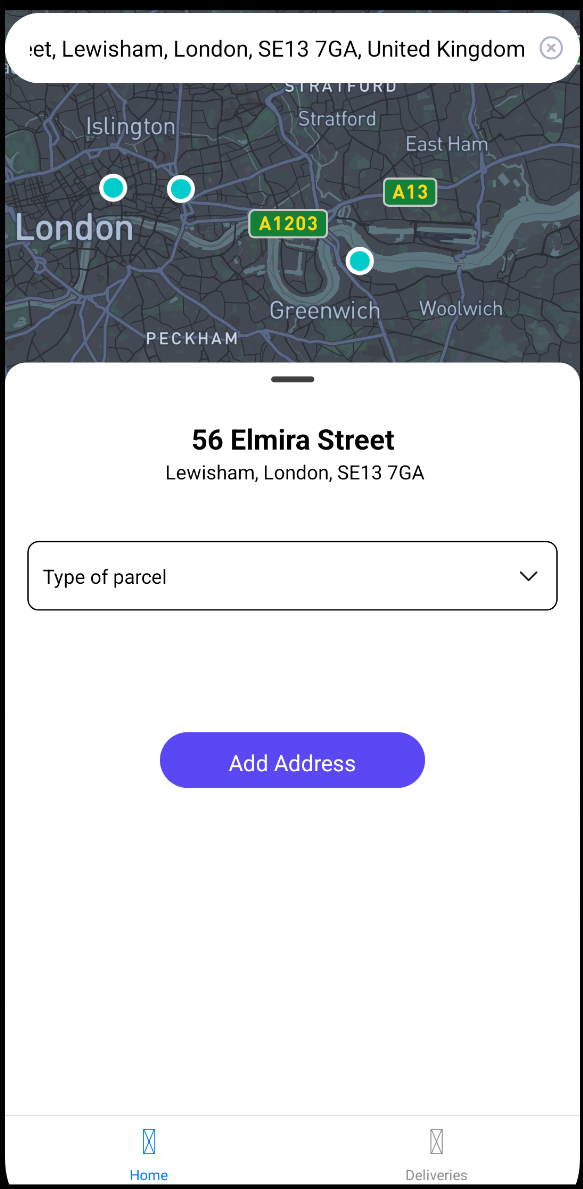 eet, Lewisham, London, SE13 7GA, United Kingdom
STRATFORD
Stratford
Islington
East Ham
A13
London
A1203
Greenwich
Woolwich
PECKHAM
56 Elmira Street
Lewisham, London, SE13 7GA
Type of parcel
Add Address
Home
Deliveries